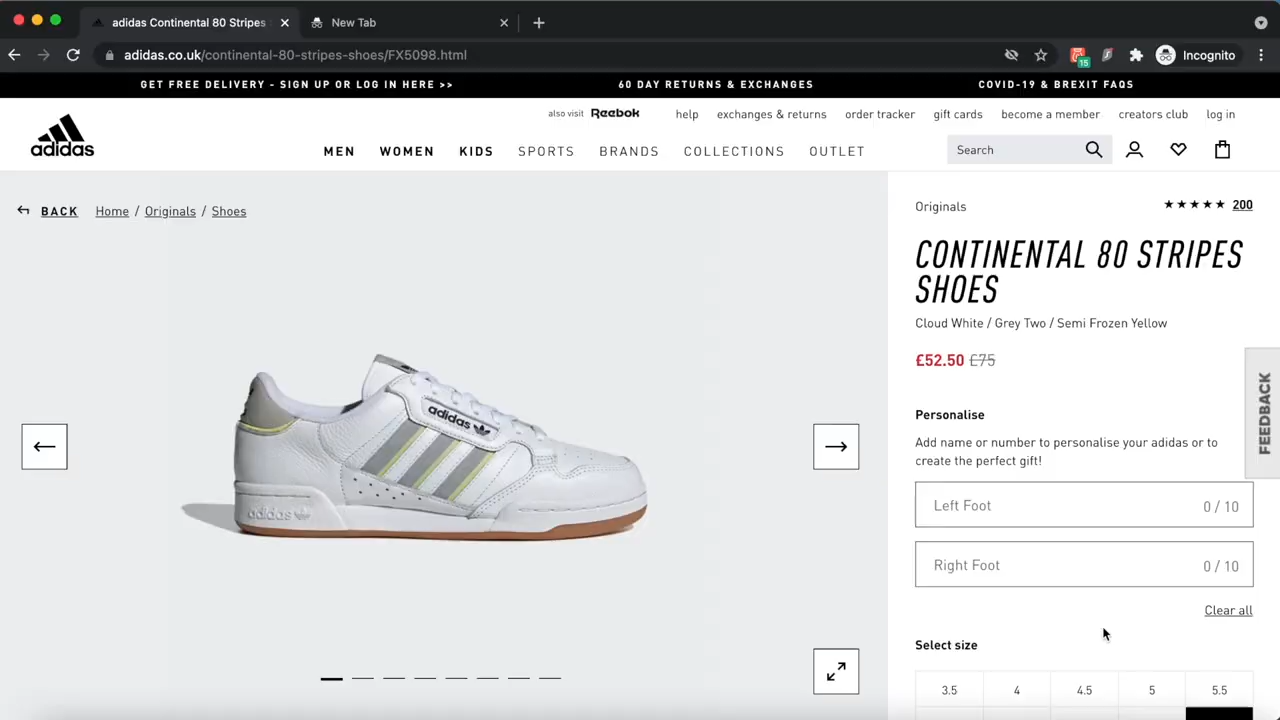 adidas Continental 80 Stripes S
New Tab
adidas.co.uk/continental-80-stripes-shoes/FX5098.html
15
Incognito
GET FREE DELIVERY - SIGN UP OR LOG IN HERE >>
60 DAY RETURNS & EXCHANGES
COVID-19 & BREXIT FAQS
also visit Reebok
help
exchanges & returns
order tracker
gift cards
become a member
creators club
log in
adidas
MEN
WOMEN
KIDS
SPORTS
BRANDS
COLLECTIONS
OUTLET
Search
BACK
Home / Originals / Shoes
Originals
★★★★★ 200
CONTINENTAL 80 STRIPES
SHOES
Cloud White / Grey Two / Semi Frozen Yellow
£52.50 £75
FEEDBACK
adidas
adidas
Personalise
Add name or number to personalise your adidas or to
create the perfect gift!
Left Foot
0 / 10
Right Foot
0 / 10
Clear all
Select size
3.5
4
4.5
5
5.5